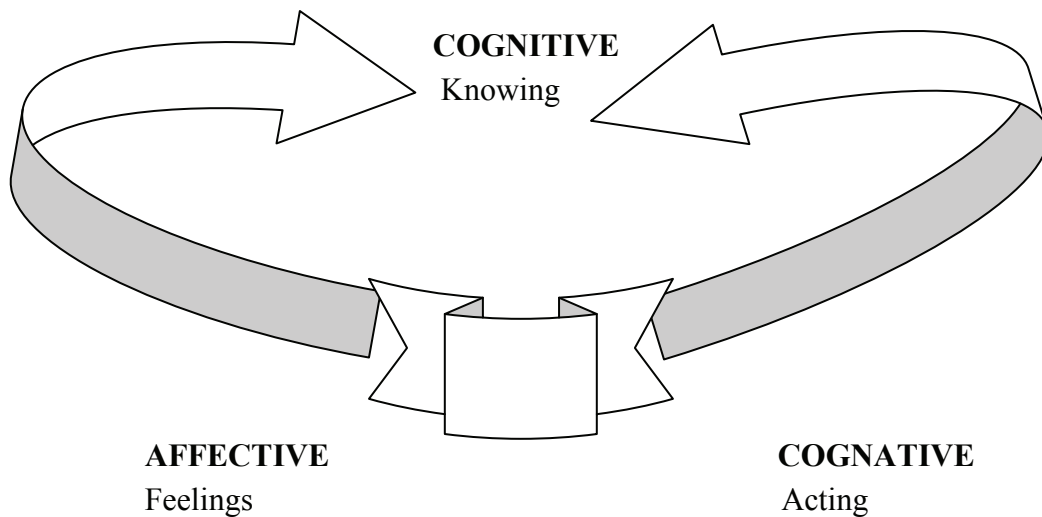 COGNITIVE
Knowing
AFFECTIVE
Feelings
COGNATIVE
Acting